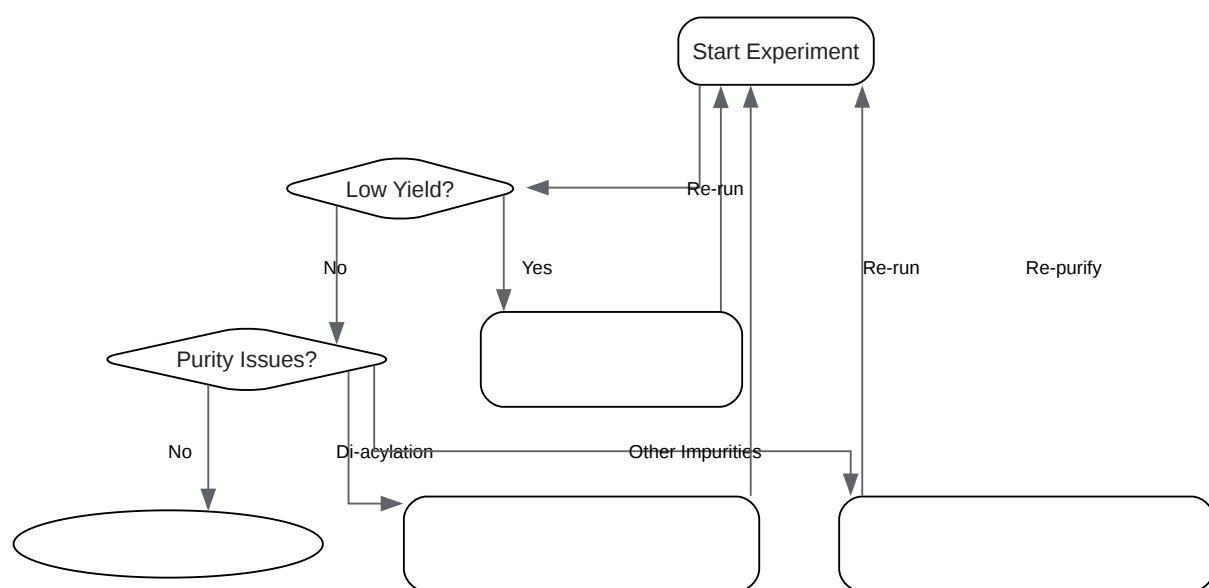 Start Experiment
Low Yield?
Re-run
No
Yes
Re-run
Re-purify
Purity Issues?
No
Di-acylation
Other Impurities